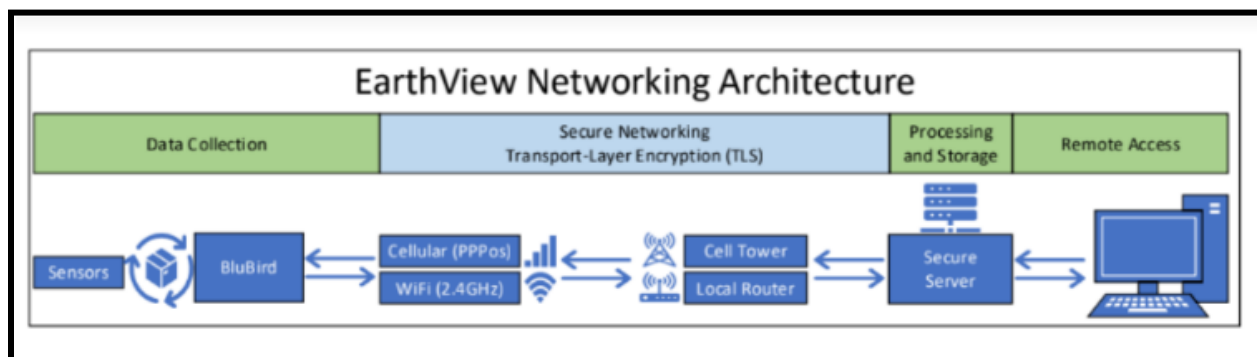 EarthView Networking Architecture
Data Collection
Secure Networking
Transport-Layer Encryption (TLS)
Processing
and Storage
Remote Access
Sensors
BluBird
Cellular (PPPos)
WiFi (2.4GHz)
Cell Tower
Local Router
Secure
Server